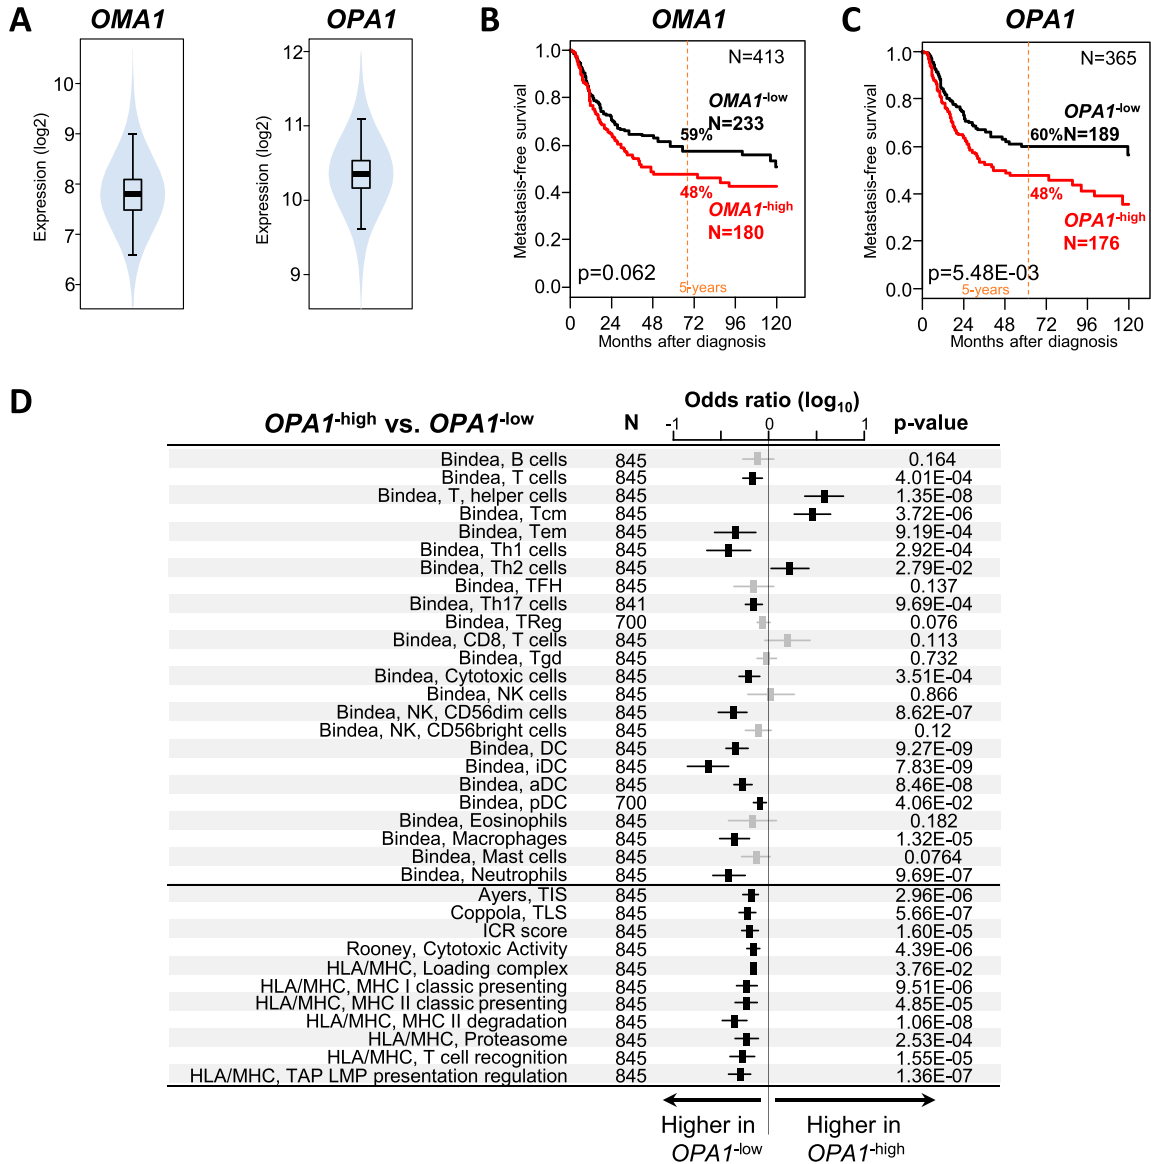 A
OMA1
OPA1
Expression (log2)
10
9
8
7
6
Expression (log2)
12
11
10
9
B
OMA1
Metastasis-free survival
1.0
0.8
0.6
0.4
0.2
0.0
N=413
OMA1-low
N=233
59%
48%
OMA1-high
N=180
p=0.062
5-years
0 24 48 72 96 120
Months after diagnosis
C
OPA1
Metastasis-free survival
1.0
0.8
0.6
0.4
0.2
0.0
N=365
OPA1-low
60% N=189
48%
OPA1-high
N=176
p=5.48E-03
5-years
0 24 48 72 96 120
Months after diagnosis
D
Odds ratio (log10)
OPA1-high vs. OPA1-low N -1 0 1 p-value
Bindea, B cells 845 0.164
Bindea, T cells 845 4.01E-04
Bindea, T, helper cells 845 1.35E-08
Bindea, Tcm 845 3.72E-06
Bindea, Tem 845 9.19E-04
Bindea, Th1 cells 845 2.92E-04
Bindea, Th2 cells 845 2.79E-02
Bindea, TFH 845 0.137
Bindea, Th17 cells 841 9.69E-04
Bindea, TReg 700 0.076
Bindea, CD8, T cells 845 0.113
Bindea, Tgd 845 0.732
Bindea, Cytotoxic cells 845 3.51E-04
Bindea, NK cells 845 0.866
Bindea, NK, CD56dim cells 845 8.62E-07
Bindea, NK, CD56bright cells 845 0.12
Bindea, DC 845 9.27E-09
Bindea, iDC 845 7.83E-09
Bindea, aDC 845 8.46E-08
Bindea, pDC 700 4.06E-02
Bindea, Eosinophils 845 0.182
Bindea, Macrophages 845 1.32E-05
Bindea, Mast cells 845 0.0764
Bindea, Neutrophils 845 9.69E-07
Ayers, TIS 845 2.96E-06
Coppola, TLS 845 5.66E-07
ICR score 845 1.60E-05
Rooney, Cytotoxic Activity 845 4.39E-06
HLA/MHC, Loading complex 845 3.76E-02
HLA/MHC, MHC I classic presenting 845 9.51E-06
HLA/MHC, MHC II classic presenting 845 4.85E-05
HLA/MHC, MHC II degradation 845 1.06E-08
HLA/MHC, Proteasome 845 2.53E-04
HLA/MHC, T cell recognition 845 1.55E-05
HLA/MHC, TAP LMP presentation regulation 845 1.36E-07
Higher in
OPA1-low
Higher in
OPA1-high